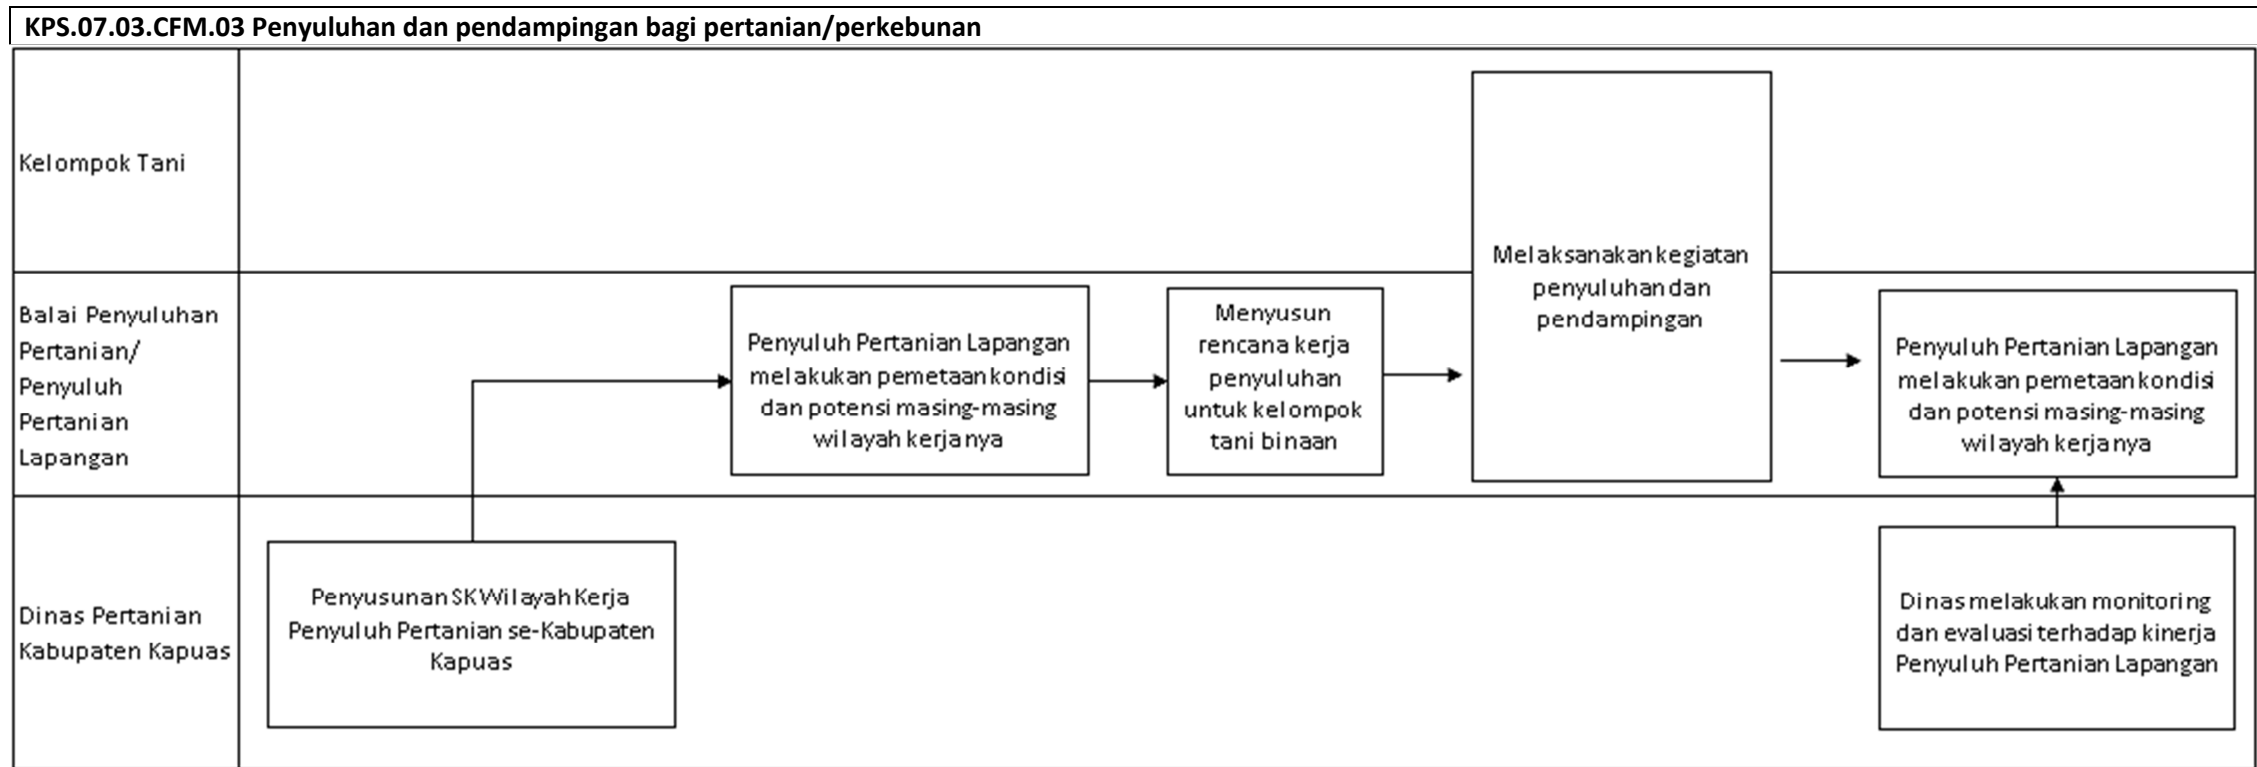 KPS.07.03.CFM.03 Penyuluhan dan pendampingan bagi pertanian/perkebunan
Kelompok Tani
Melaksanakan kegiatan
penyuluhan dan
pendampingan
Balai Penyuluhan
Pertanian/
Penyuluh
Pertanian
Lapangan
Penyuluh Pertanian Lapangan
melakukan pemetaan kondisi
dan potensi masing-masing
wilayah kerjanya
Menyusun
rencana kerja
penyuluhan
untuk kelompok
tani binaan
Penyuluh Pertanian Lapangan
melakukan pemetaan kondisi
dan potensi masing-masing
wilayah kerjanya
Dinas Pertanian
Kabupaten Kapuas
Penyusunan SK Wilayah Kerja
Penyuluh Pertanian se-Kabupaten
Kapuas
Dinas melakukan monitoring
dan evaluasi terhadap kinerja
Penyuluh Pertanian Lapangan